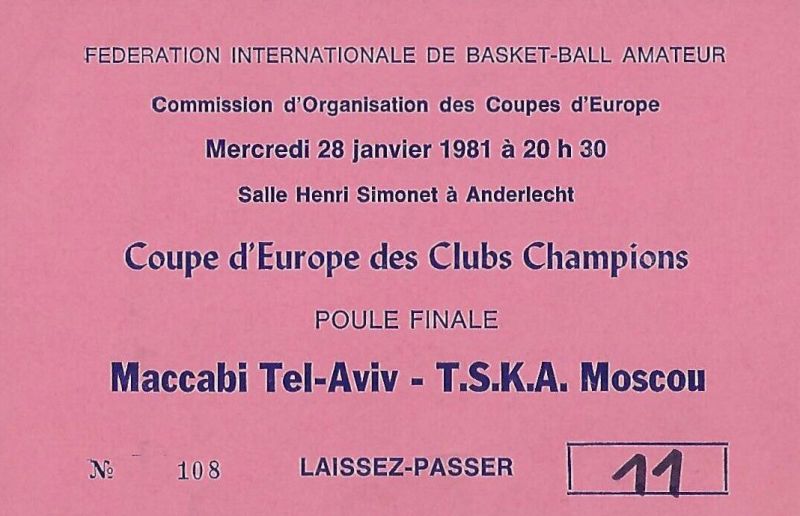 FEDERATION INTERNATIONALE DE BASKET-BALL AMATEUR
Commission d'Organisation des Coupes d'Europe
Mercredi 28 janvier 1981 à 20 h 30
Salle Henri Simonet à Anderlecht
Coupe d'Europe des Clubs Champions
POULE FINALE
Maccabi Tel-Aviv - T.S.K.A. Moscou
№ 108 LAISSEZ-PASSER 11